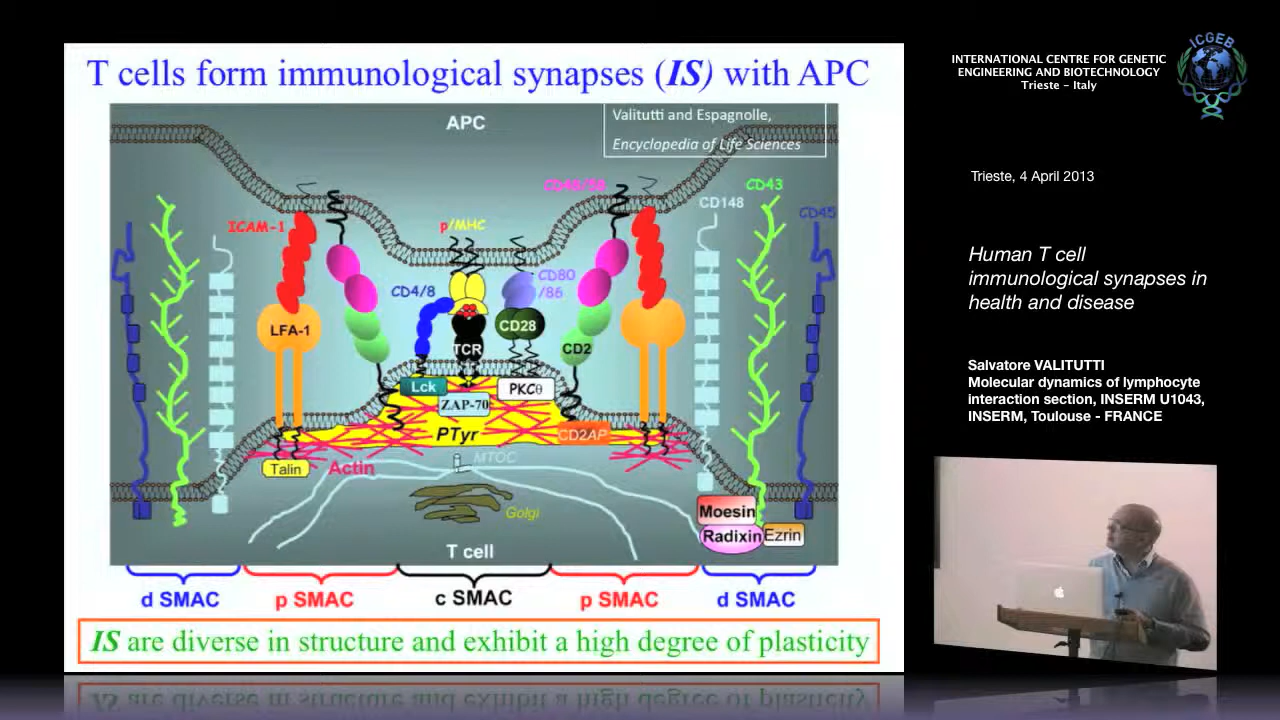 T cells form immunological synapses (IS) with APC
APC
Valitutti and Espagnolle,
Encyclopedia of Life Sciences
CD48/58
CD43
CD148
CD45
ICAM-1
p/MHC
CD4/8
CD80
/86
LFA-1
CD28
TCR
CD2
Lck
PKCθ
ZAP-70
PTyr
CD2AP
Talin
Actin
MTOC
Golgi
Moesin
Radixin
Ezrin
T cell
d SMAC
p SMAC
c SMAC
p SMAC
d SMAC
IS are diverse in structure and exhibit a high degree of plasticity
INTERNATIONAL CENTRE FOR GENETIC
ENGINEERING AND BIOTECHNOLOGY
Trieste - Italy
ICGEB
Trieste, 4 April 2013
Human T cell
immunological synapses in
health and disease
Salvatore VALITUTTI
Molecular dynamics of lymphocyte
interaction section, INSERM U1043,
INSERM, Toulouse - FRANCE